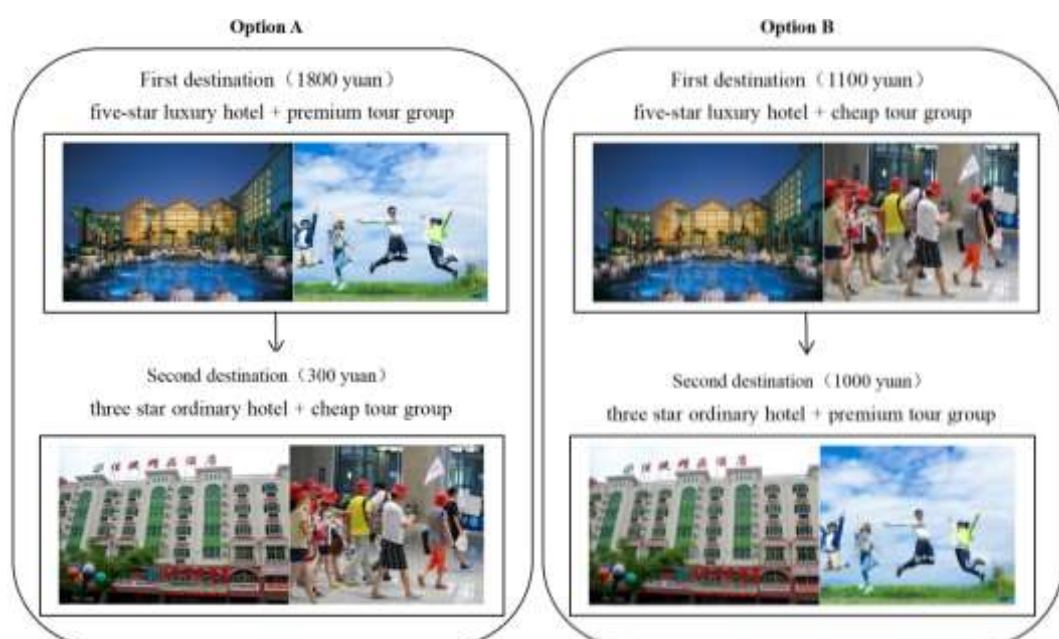 Option A
First destination（1800 yuan）
five-star luxury hotel + premium tour group
Second destination（300 yuan）
three star ordinary hotel + cheap tour group
Option B
First destination（1100 yuan）
five-star luxury hotel + cheap tour group
Second destination（1000 yuan）
three star ordinary hotel + premium tour group